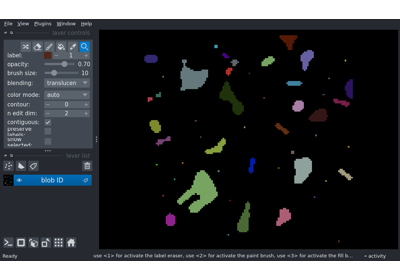 File View Plugins Window Help
layer controls
label: 1
opacity: 0.70
brush size: 10
blending: translucen
color mode: auto
contour: 0
n edit dim: 2
contiguous:
preserve
labels:
show
selected:
layer list
blob ID
Ready use <1> for activate the label eraser, use <2> for activate the paint brush, use <3> for activate the fill b... activity